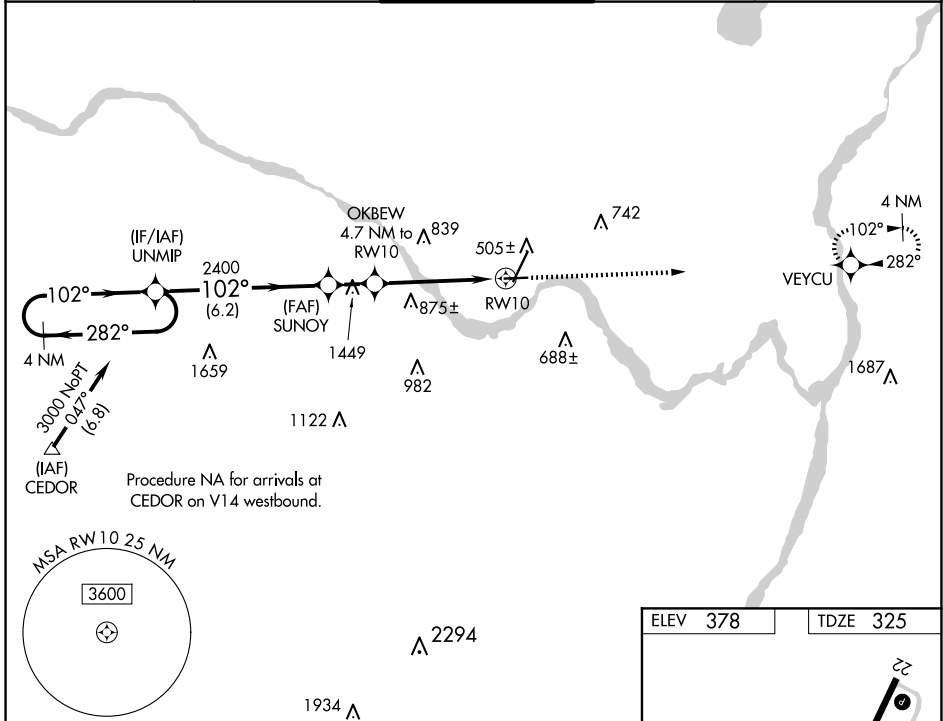 742
839
OKBEW
4.7 NM to
RW10
4 NM
102°
282°
VEYCU
505±
(IF/IAF)
UNMIP
2400
102°
(6.2)
102°
282°
4 NM
(FAF)
SUNOY
875±
RW10
1449
1659
982
688±
1687
3000 NoPT
047°
(6.8)
1122
(IAF)
CEDOR
Procedure NA for arrivals at
CEDOR on V14 westbound.
MSA RW10 25 NM
3600
2294
1934
ELEV 378
TDZE 325
22
P